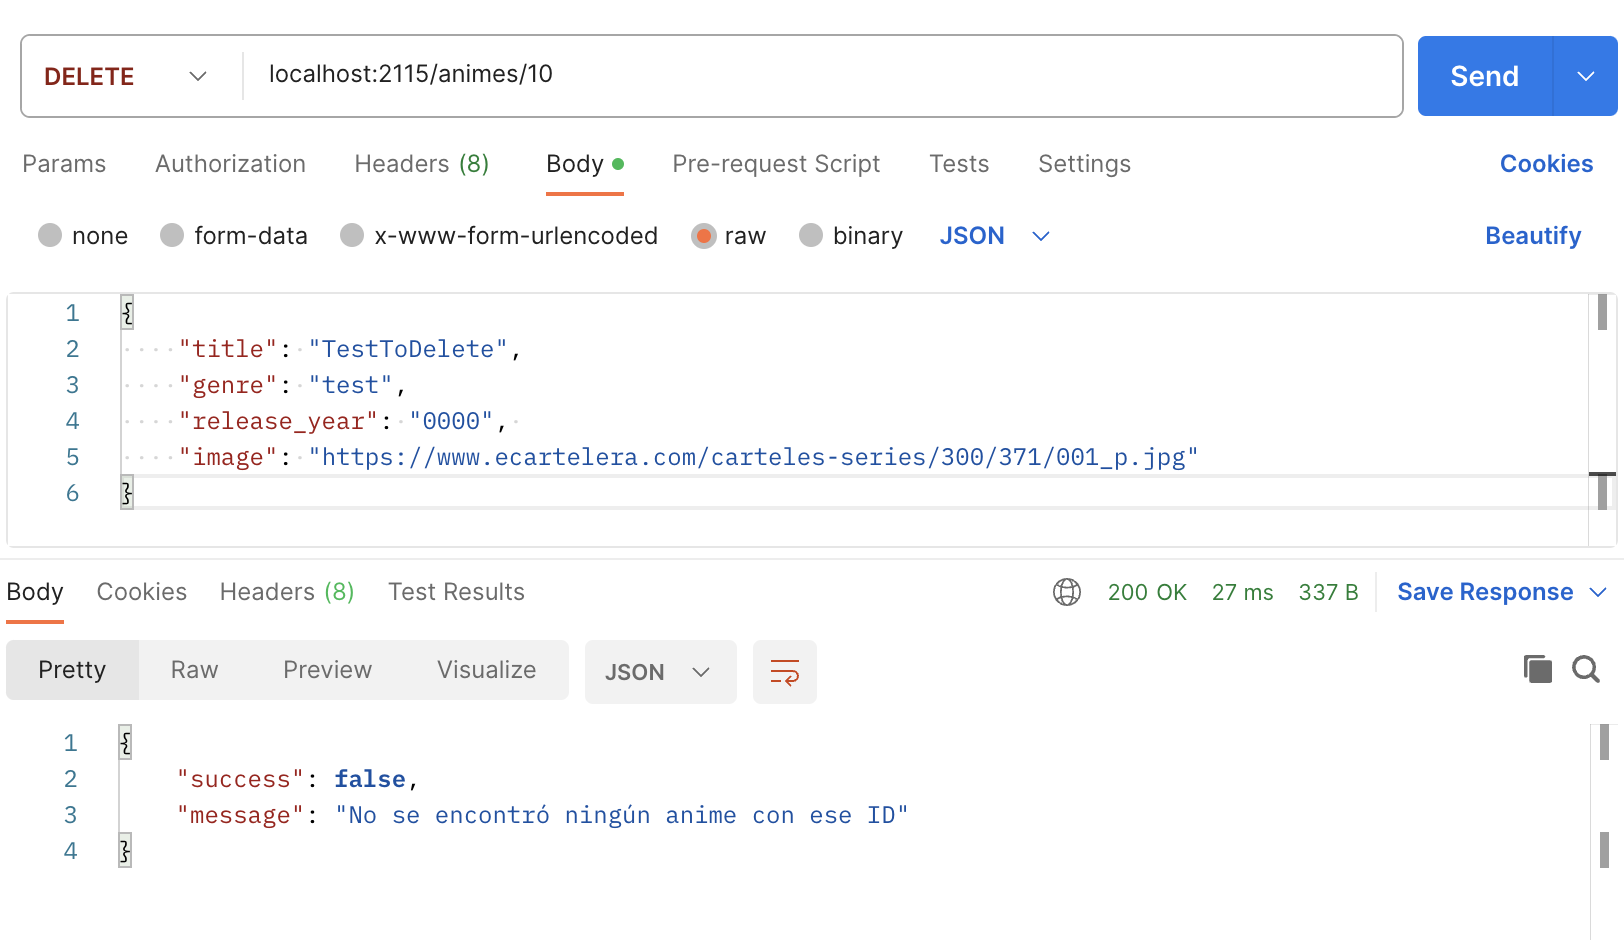 DELETE localhost:2115/animes/10 Send
Params Authorization Headers (8) Body Pre-request Script Tests Settings Cookies
none form-data x-www-form-urlencoded raw binary JSON Beautify
1 {
2 "title": "TestToDelete",
3 "genre": "test",
4 "release_year": "0000",
5 "image": "https://www.ecartelera.com/carteles-series/300/371/001_p.jpg"
6 }
Body Cookies Headers (8) Test Results 200 OK 27 ms 337 B Save Response
Pretty Raw Preview Visualize JSON
1 {
2 "success": false,
3 "message": "No se encontró ningún anime con ese ID"
4 }